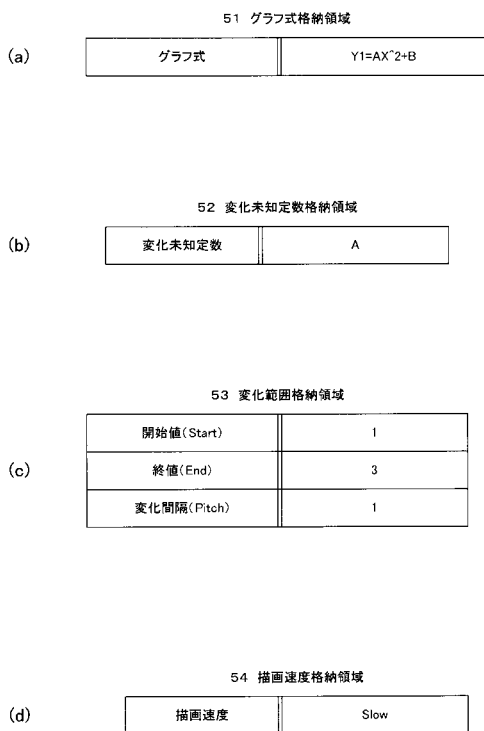 51 グラフ式格納領域
(a)
グラフ式 Y1=AX^2+B
52 変化未知定数格納領域
(b)
変化未知定数 A
53 変化範囲格納領域
(c)
開始値(Start) 1
終値(End) 3
変化間隔(Pitch) 1
54 描画速度格納領域
(d)
描画速度 Slow